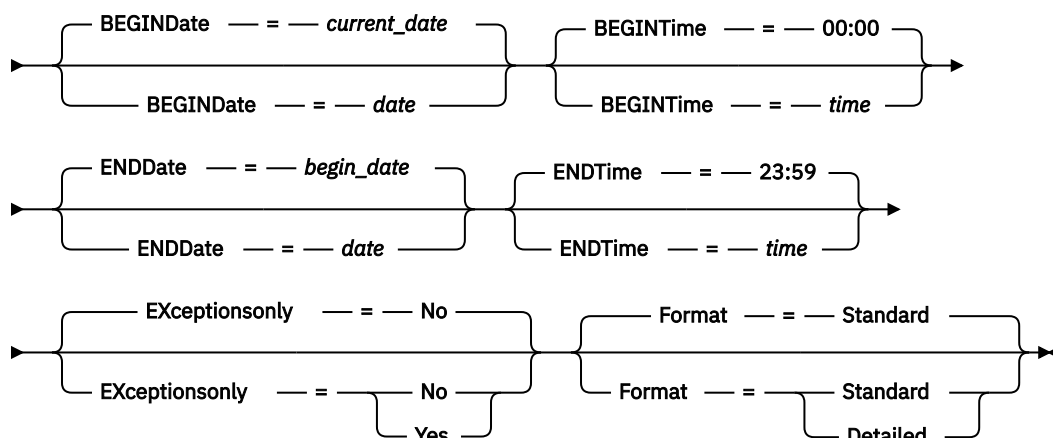 BEGINDate = current_date BEGINTime = 00:00
BEGINDate = date BEGINTime = time
ENDDate = begin_date ENDTime = 23:59
ENDDate = date ENDTime = time
EXceptionsonly = No Format = Standard
EXceptionsonly = No Format = Standard
Yes Detailed